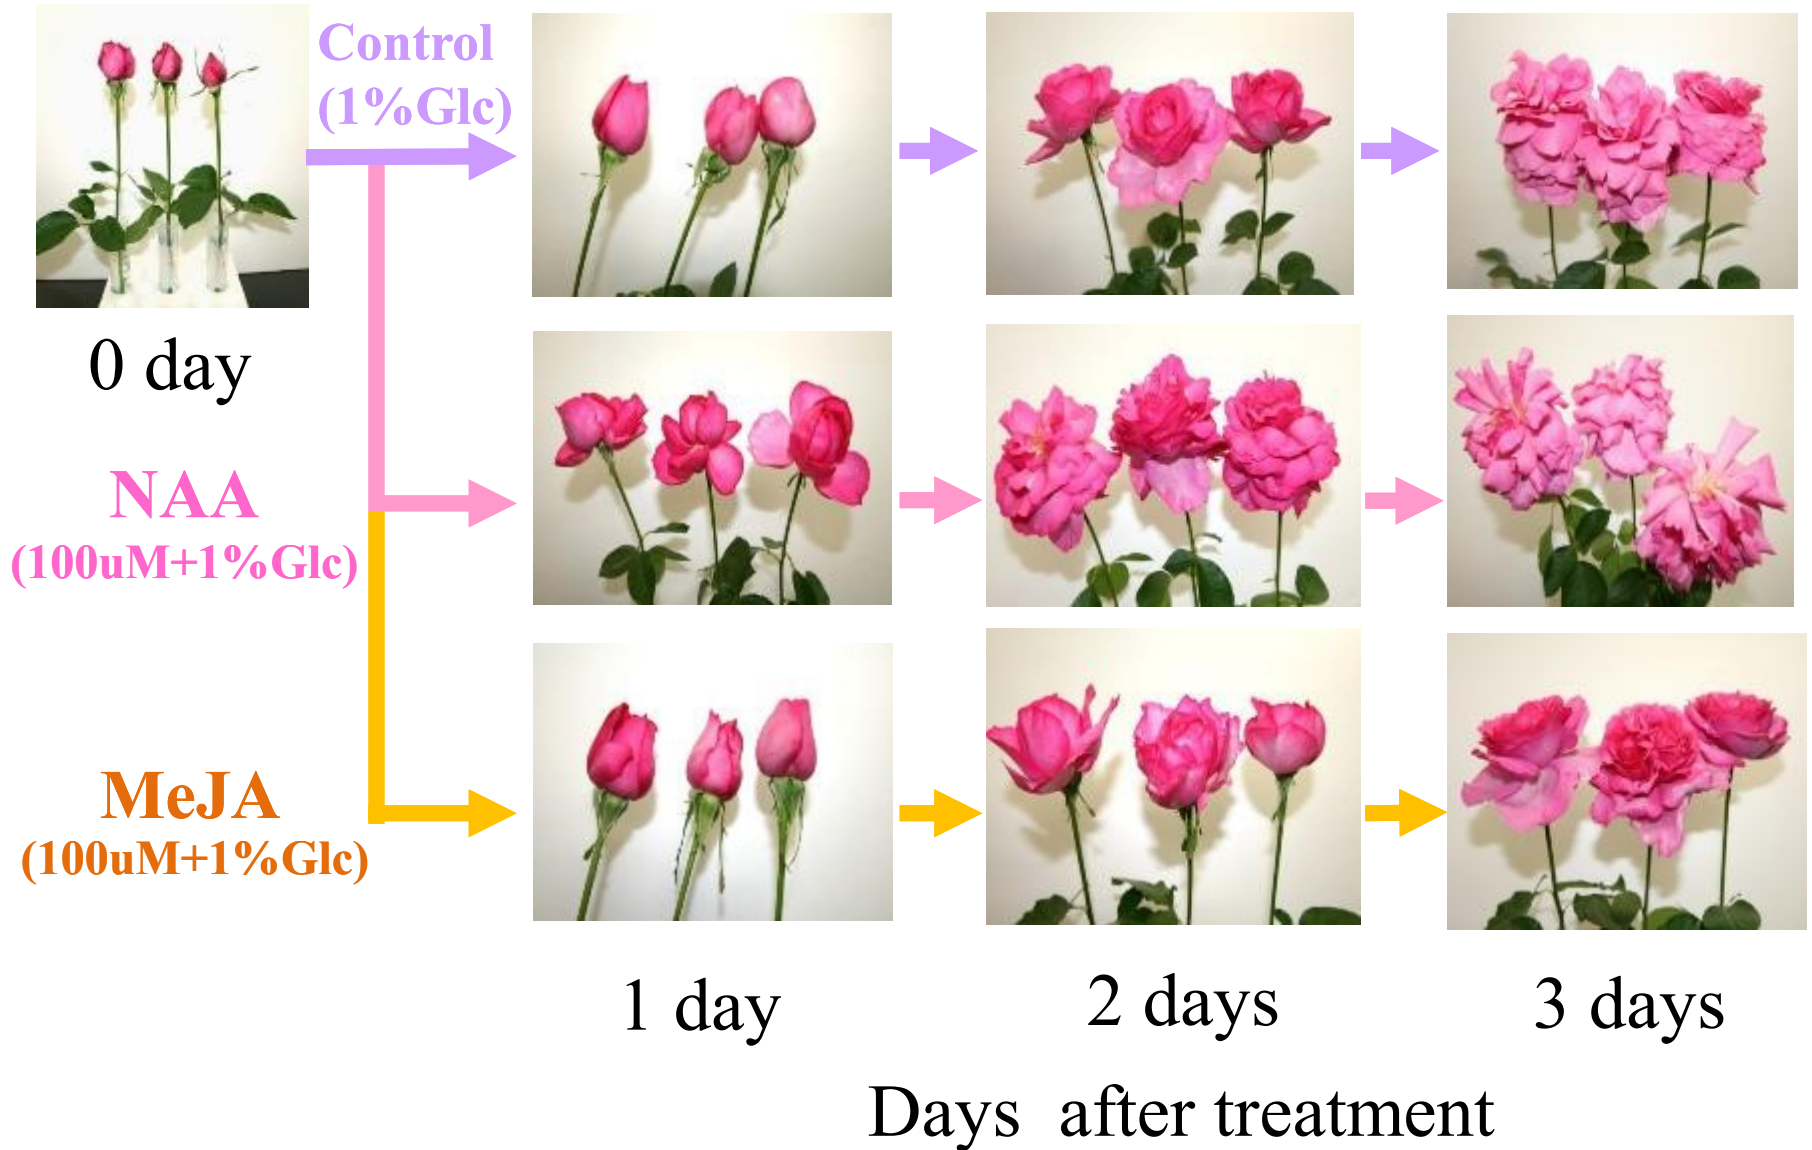 Control
(1%Glc)
0 day
NAA
(100uM+1%Glc)
MeJA
(100uM+1%Glc)
1 day
2 days
3 days
Days after treatment